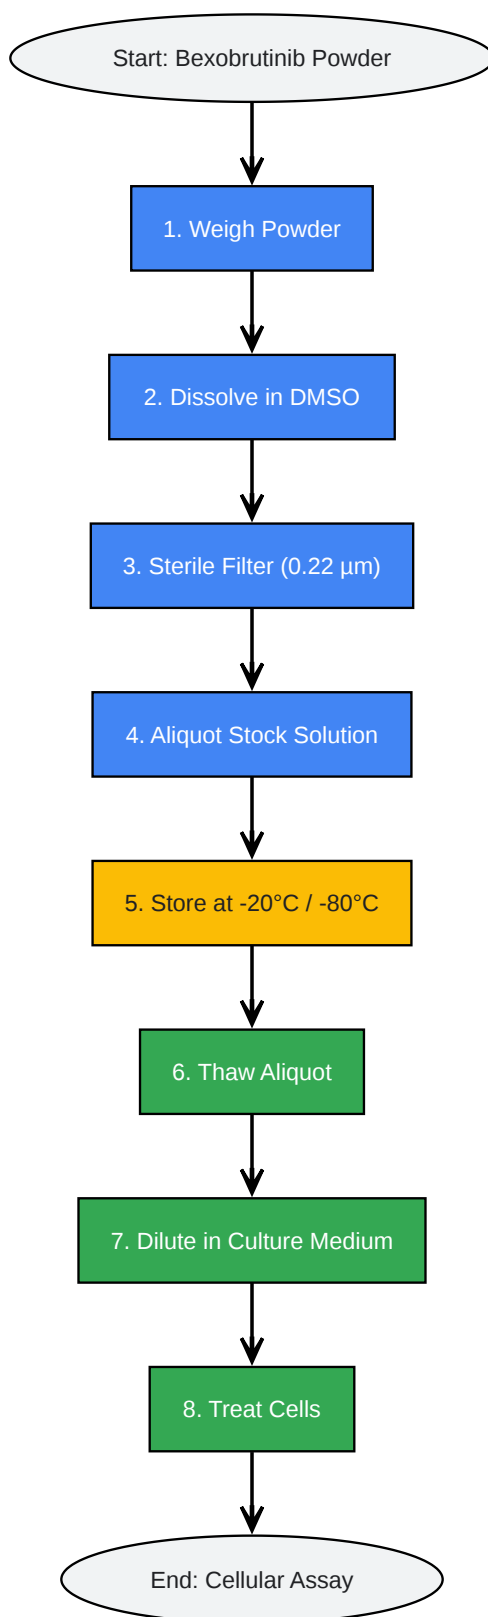 Start: Bexobrutinib Powder
1. Weigh Powder
2. Dissolve in DMSO
3. Sterile Filter (0.22 µm)
4. Aliquot Stock Solution
5. Store at -20°C / -80°C
6. Thaw Aliquot
7. Dilute in Culture Medium
8. Treat Cells
End: Cellular Assay